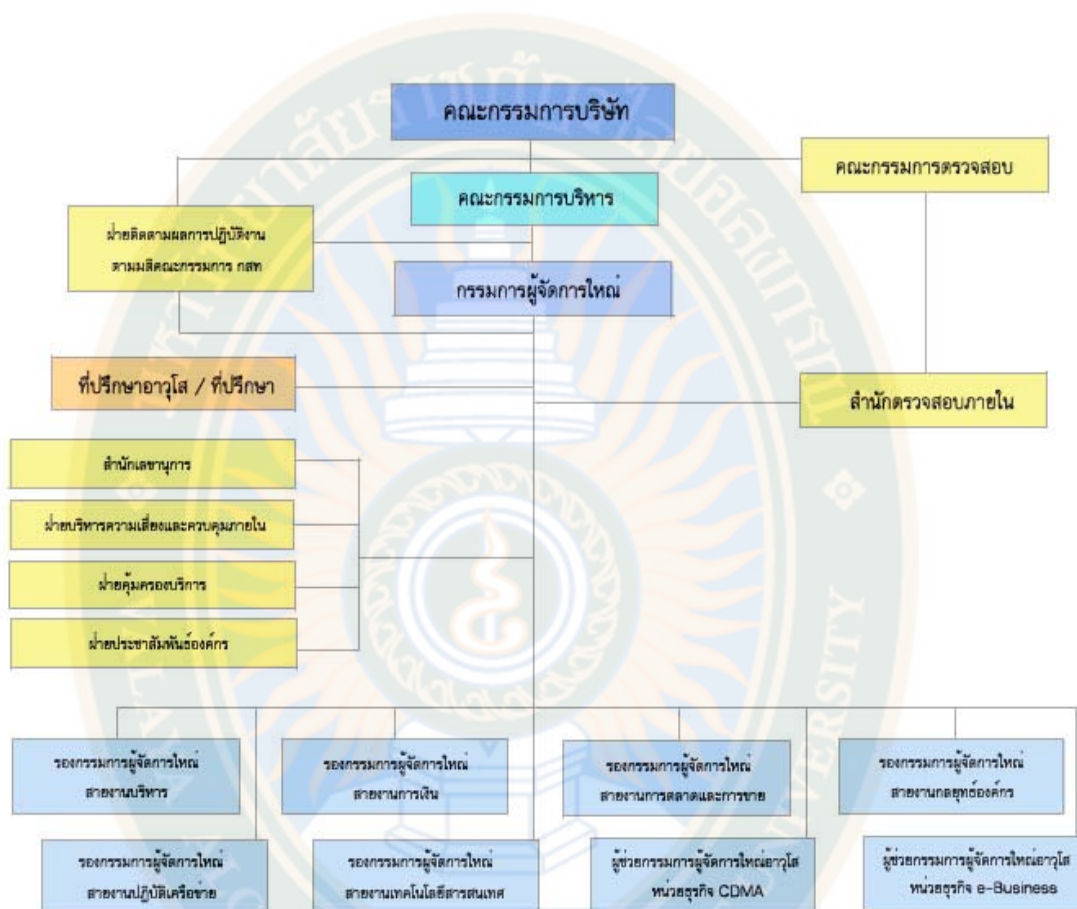 คณะกรรมการบริษัท
คณะกรรมการตรวจสอบ
คณะกรรมการบริหาร
ฝ่ายติดตามผลการปฏิบัติงาน
ตามมติคณะกรรมการ กสท
กรรมการผู้จัดการใหญ่
ที่ปรึกษาอาวุโส / ที่ปรึกษา
สำนักตรวจสอบภายใน
สำนักเลขานุการ
ฝ่ายบริหารความเสี่ยงและควบคุมภายใน
ฝ่ายคุ้มครองบริการ
ฝ่ายประชาสัมพันธ์องค์กร
รองกรรมการผู้จัดการใหญ่
สายงานบริหาร
รองกรรมการผู้จัดการใหญ่
สายงานการเงิน
รองกรรมการผู้จัดการใหญ่
สายงานการตลาดและการขาย
รองกรรมการผู้จัดการใหญ่
สายงานกลยุทธ์องค์กร
รองกรรมการผู้จัดการใหญ่
สายงานปฏิบัติเครือข่าย
รองกรรมการผู้จัดการใหญ่
สายงานเทคโนโลยีสารสนเทศ
ผู้ช่วยกรรมการผู้จัดการใหญ่อาวุโส
หน่วยธุรกิจ CDMA
ผู้ช่วยกรรมการผู้จัดการใหญ่อาวุโส
หน่วยธุรกิจ e-Business
UNIVERSITY